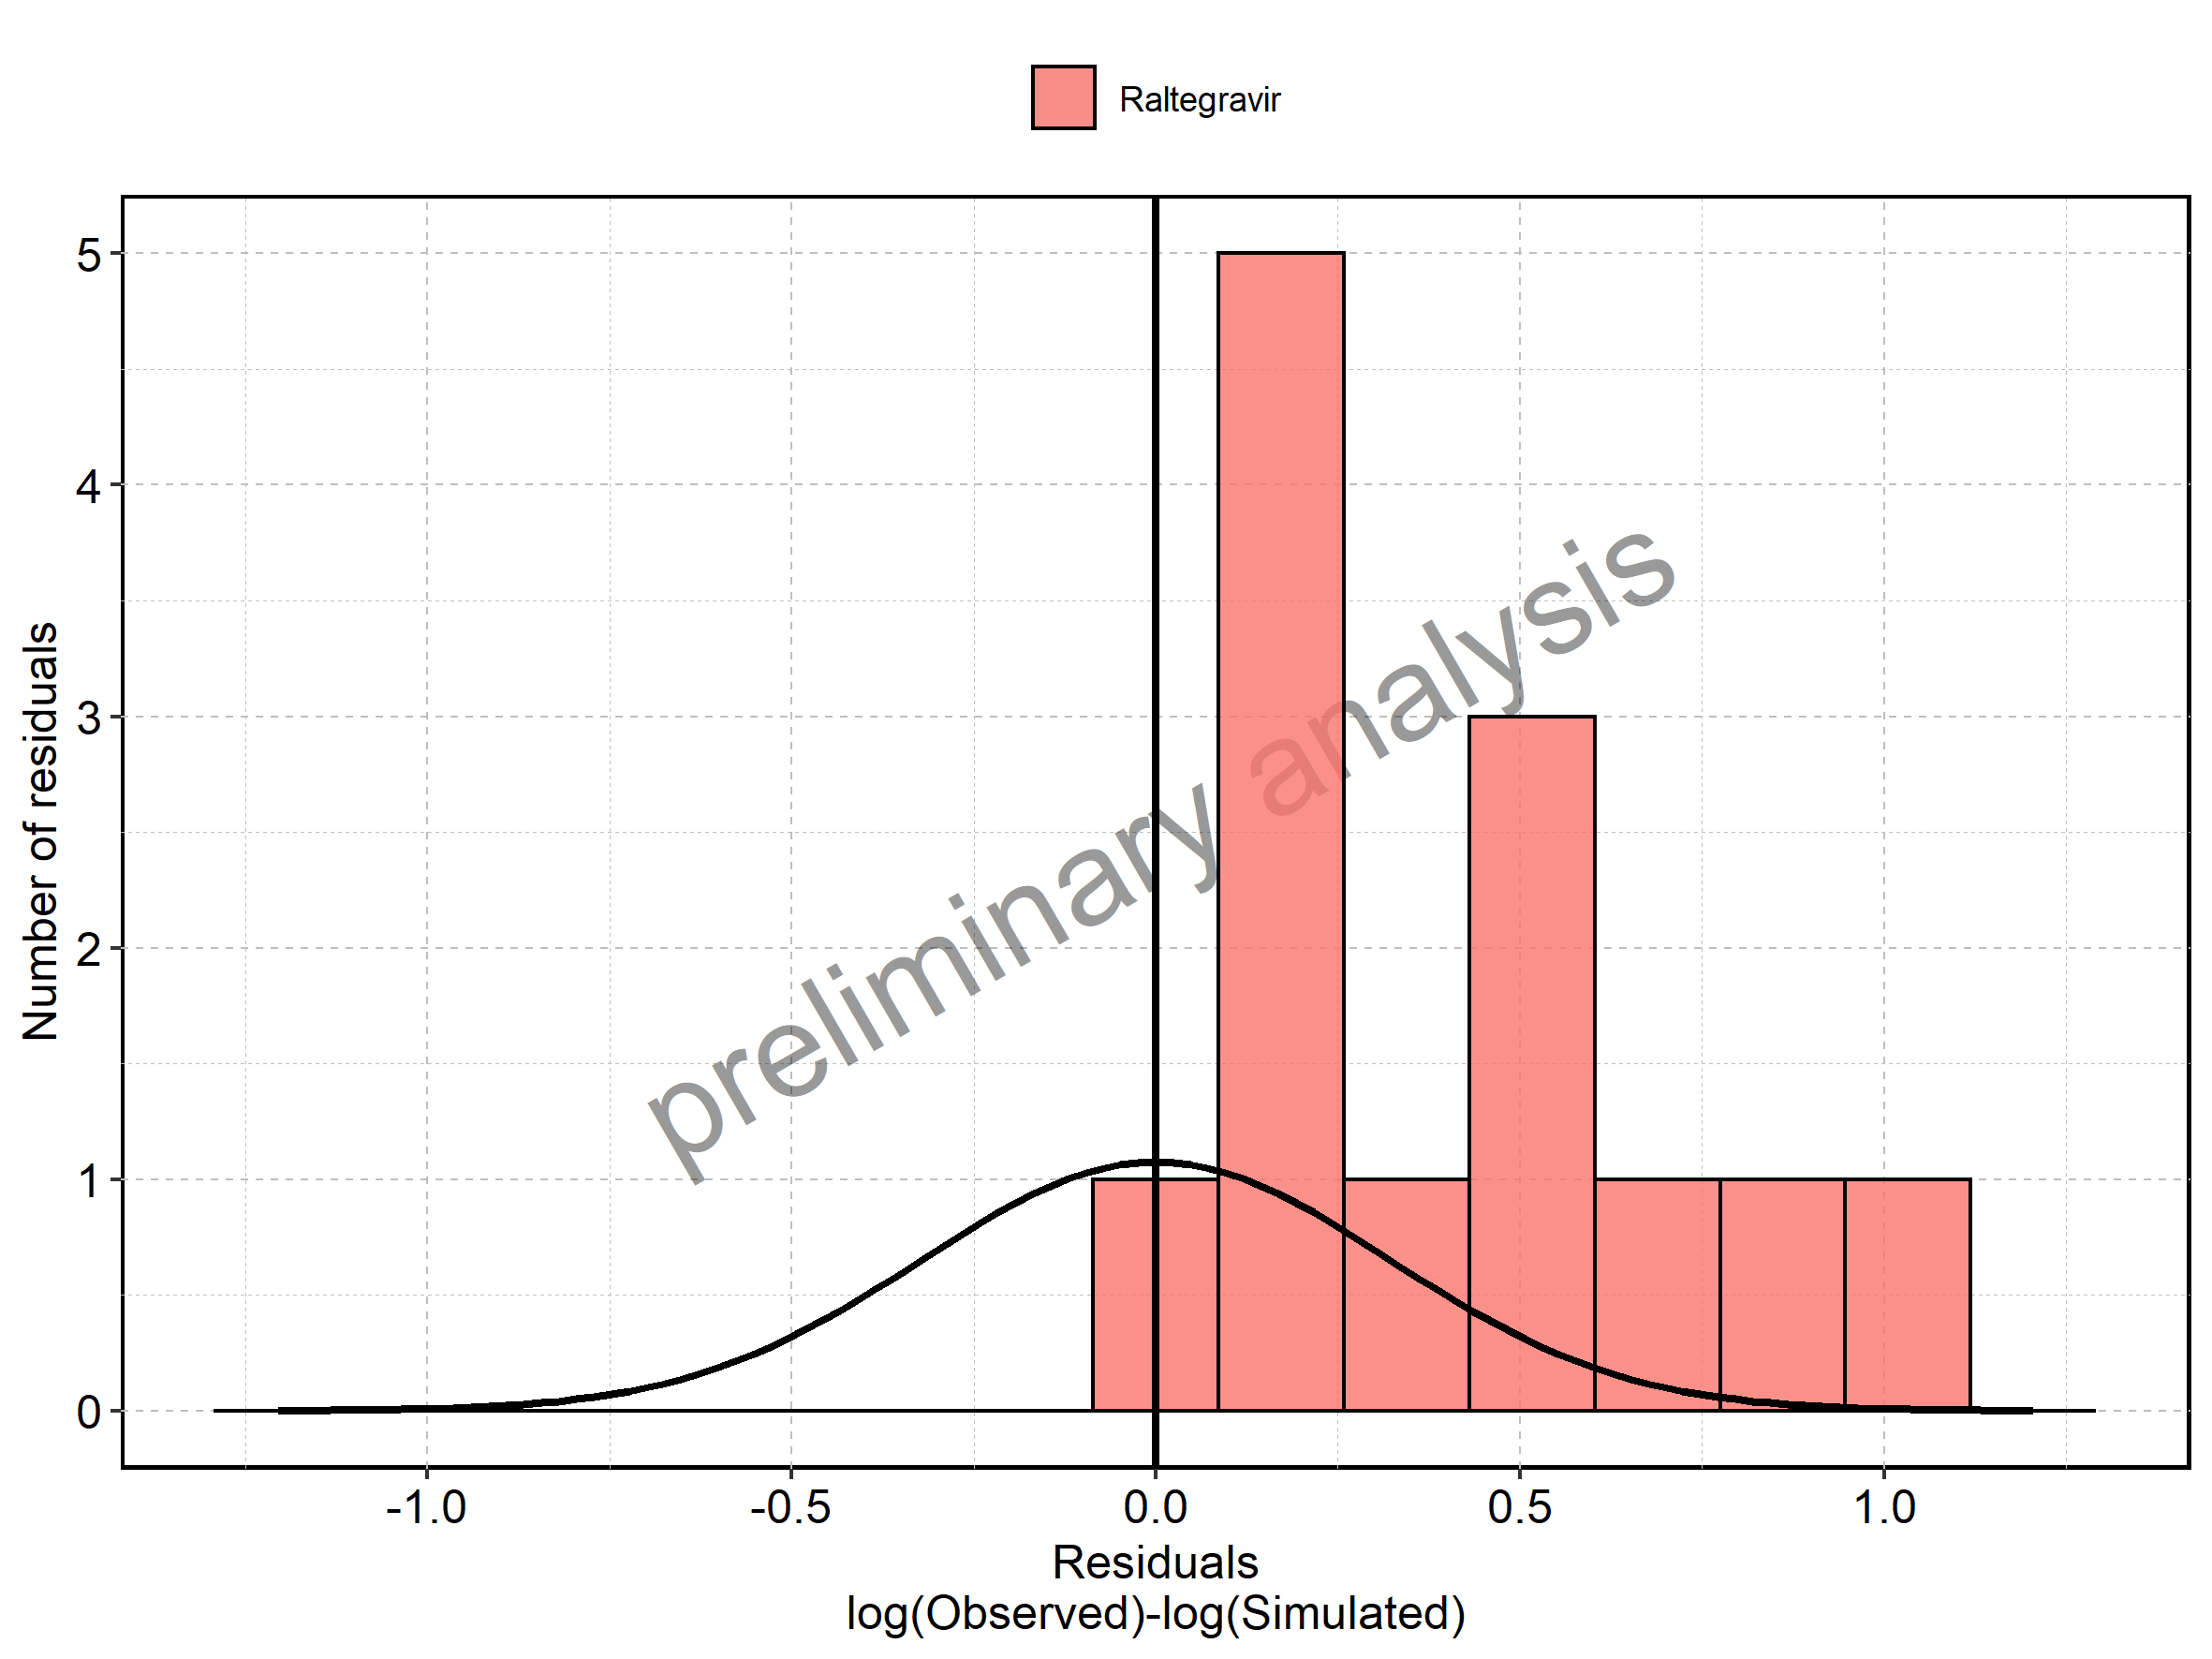 Raltegravir
5
4
3
2
1
0
Number of residuals
preliminary analysis
-1.0 -0.5 0.0 0.5 1.0
Residuals
log(Observed)-log(Simulated)